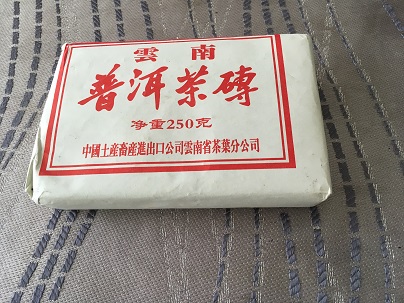 雲南
普洱茶磚
净重250克
中國土產畜產進出口公司雲南省茶葉分公司